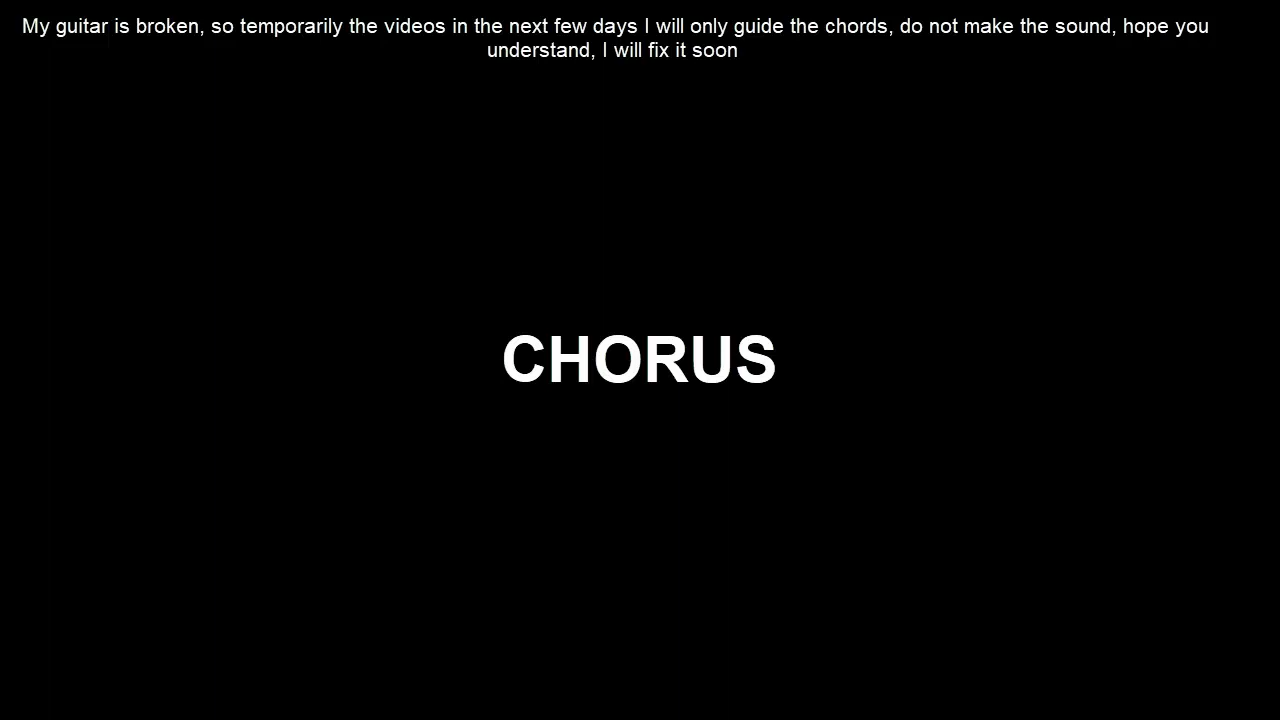 My guitar is broken, so temporarily the videos in the next few days I will only guide the chords, do not make the sound, hope you
understand, I will fix it soon
CHORUS